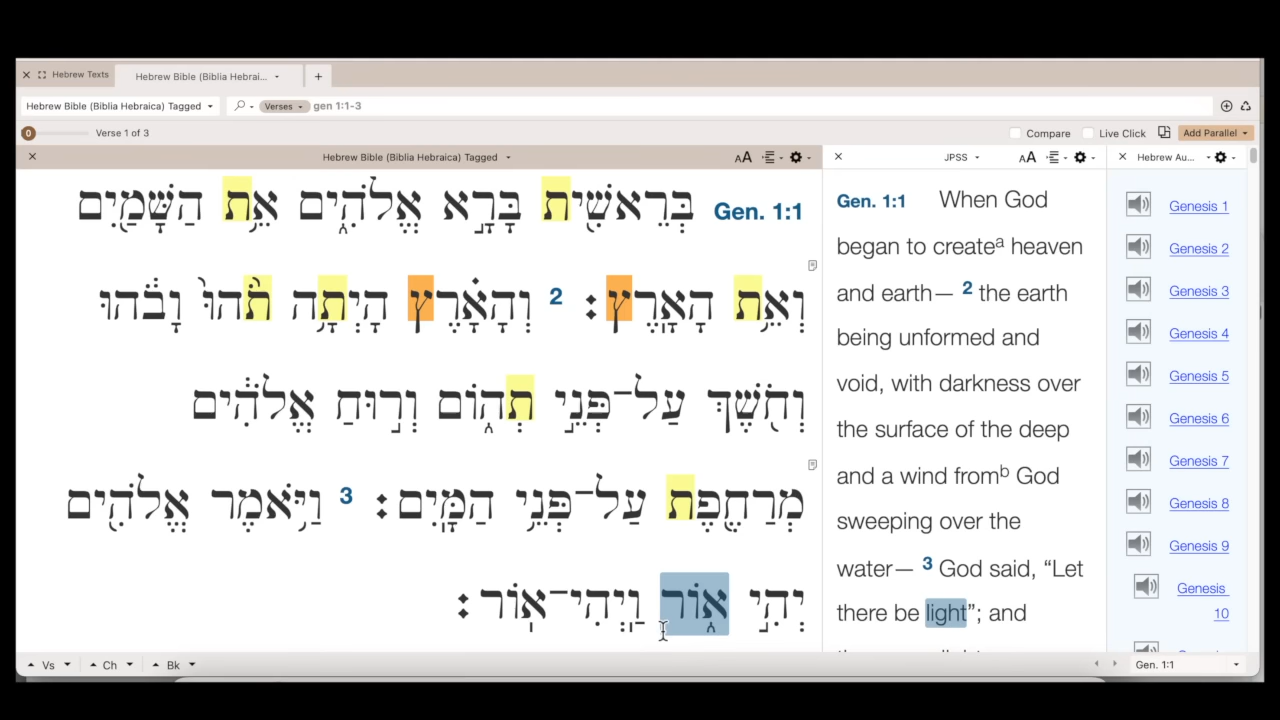 Hebrew Texts
Hebrew Bible (Biblia Hebrai...
+
Hebrew Bible (Biblia Hebraica) Tagged
Verses
gen 1:1-3
0
Verse 1 of 3
Compare
Live Click
Add Parallel
Hebrew Bible (Biblia Hebraica) Tagged
AA
Gen. 1:1 בְּרֵאשִׁ֖ית בָּרָ֣א אֱלֹהִ֑ים אֵ֥ת הַשָּׁמַ֖יִם
וְאֵ֥ת הָאָֽרֶץ׃ 2 וְהָאָ֗רֶץ הָיְתָ֥ה תֹ֙הוּ֙ וָבֹ֔הוּ
וְחֹ֖שֶׁךְ עַל־פְּנֵ֣י תְה֑וֹם וְר֣וּחַ אֱלֹהִ֔ים
מְרַחֶ֖פֶת עַל־פְּנֵ֥י הַמָּֽיִם׃ 3 וַיֹּ֥אמֶר אֱלֹהִ֖ים
יְהִ֣י א֑וֹר וַֽיְהִי־אֽוֹר׃
JPSS
AA
Gen. 1:1 When God
began to createᵃ heaven
and earth— 2 the earth
being unformed and
void, with darkness over
the surface of the deep
and a wind fromᵇ God
sweeping over the
water— 3 God said, “Let
there be light”; and
Hebrew Au...
Genesis 1
Genesis 2
Genesis 3
Genesis 4
Genesis 5
Genesis 6
Genesis 7
Genesis 8
Genesis 9
Genesis
10
Vs
Ch
Bk
Gen. 1:1